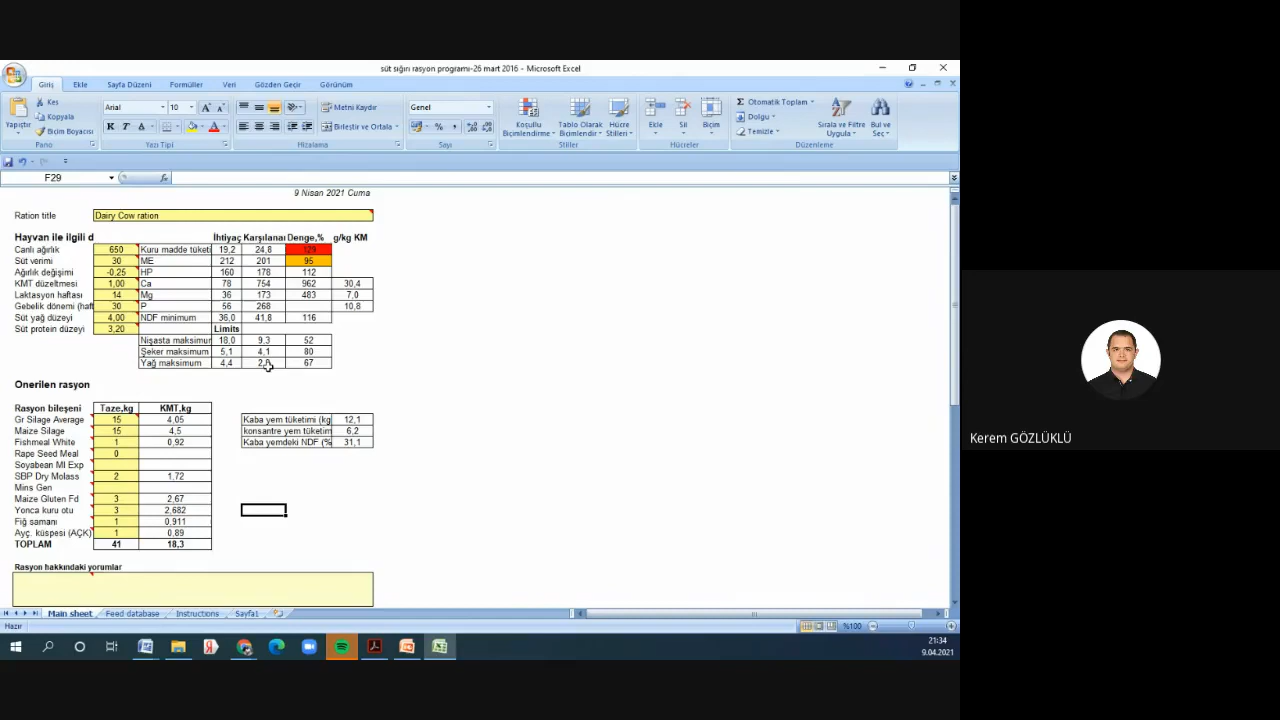 süt sığırı rasyon programı-26 mart 2016 - Microsoft Excel
Giriş Ekle Sayfa Düzeni Formüller Veri Gözden Geçir Görünüm
Yapıştır Kes Kopyala Biçim Boyacısı Pano
Arial 10 Yazı Tipi
Metni Kaydır Birleştir ve Ortala Hizalama
Genel Sayı
Koşullu Biçimlendirme Tablo Olarak Biçimlendir Hücre Stilleri Stiller
Ekle Sil Biçim Hücreler
Otomatik Toplam Dolgu Temizle Sırala ve Filtre Uygula Bul ve Seç Düzenleme
F29 fx
9 Nisan 2021 Cuma
Ration title Dairy Cow ration
Hayvan ile ilgili d İhtiyaç Karşılanan Denge,% g/kg KM
Canlı ağırlık 650 Kuru madde tüketi 19,2 24,8 129
Süt verimi 30 ME 212 201 95
Ağırlık değişimi -0,25 HP 160 178 112
KMT düzeltmesi 1,00 Ca 78 754 962 30,4
Laktasyon haftası 14 Mg 36 173 483 7,0
Gebelik dönemi (haft 30 P 56 268 10,8
Süt yağ düzeyi 4,00 NDF minimum 36,0 41,8 116
Süt protein düzeyi 3,20 Limits
Nişasta maksimum 18,0 9,3 52
Şeker maksimum 5,1 4,1 80
Yağ maksimum 4,4 67
Onerilen rasyon
Rasyon bileşeni Taze,kg KMT,kg
Gr Silage Average 15 4,05 Kaba yem tüketimi (kg 12,1
Maize Silage 15 4,5 konsantre yem tüketim 6,2
Fishmeal White 1 0,92 Kaba yemdeki NDF (% 31,1
Rape Seed Meal 0
Soyabean Ml Exp
SBP Dry Molass 2 1,72
Mins Gen
Maize Gluten Fd 3 2,67
Yonca kuru otu 3 2,682
Fiğ samanı 1 0,911
Ayç. küspesi (AÇK) 1 0,89
TOPLAM 41 18,3
Rasyon hakkındaki yorumlar
Main sheet Feed database Instructions Sayfa1
Hazır %100
21:34
9.04.2021
Kerem GÖZLÜKLÜ